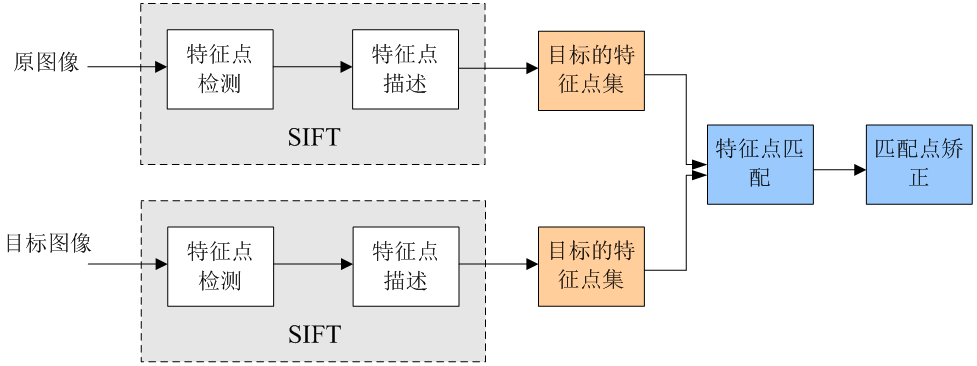 原图像
特征点
检测
特征点
描述
SIFT
目标的特
征点集
目标图像
特征点
检测
特征点
描述
SIFT
目标的特
征点集
特征点匹
配
匹配点矫
正